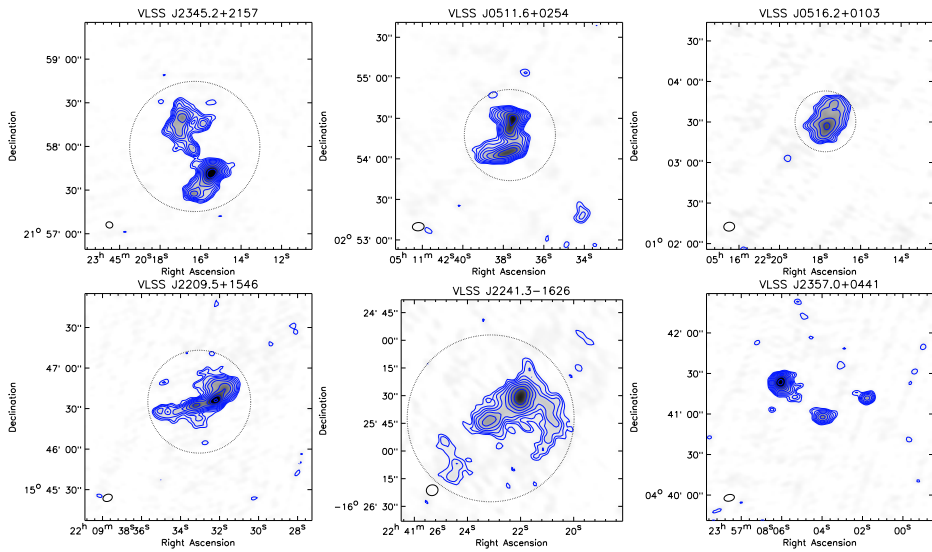 VLSS J2345.2+2157
59' 00"
30"
58' 00"
30"
21° 57' 00"
Declination
23ʰ 45ᵐ 20ˢ 18ˢ 16ˢ 14ˢ 12ˢ
Right Ascension
VLSS J0511.6+0254
30"
55' 00"
30"
54' 00"
30"
02° 53' 00"
Declination
05ʰ 11ᵐ 42ˢ 40ˢ 38ˢ 36ˢ 34ˢ
Right Ascension
VLSS J0516.2+0103
30"
04' 00"
30"
03' 00"
30"
01° 02' 00"
Declination
05ʰ 16ᵐ 22ˢ 20ˢ 18ˢ 16ˢ 14ˢ
Right Ascension
VLSS J2209.5+1546
30"
47' 00"
30"
46' 00"
15° 45' 30"
Declination
22ʰ 09ᵐ 38ˢ 36ˢ 34ˢ 32ˢ 30ˢ 28ˢ
Right Ascension
VLSS J2241.3−1626
24' 45"
25' 00"
15"
30"
25' 45"
00"
15"
−16° 26' 30"
Declination
22ʰ 41ᵐ 26ˢ 24ˢ 22ˢ 20ˢ
Right Ascension
VLSS J2357.0+0441
42' 00"
30"
41' 00"
30"
04° 40' 00"
Declination
23ʰ 57ᵐ 08ˢ 06ˢ 04ˢ 02ˢ 00ˢ
Right Ascension